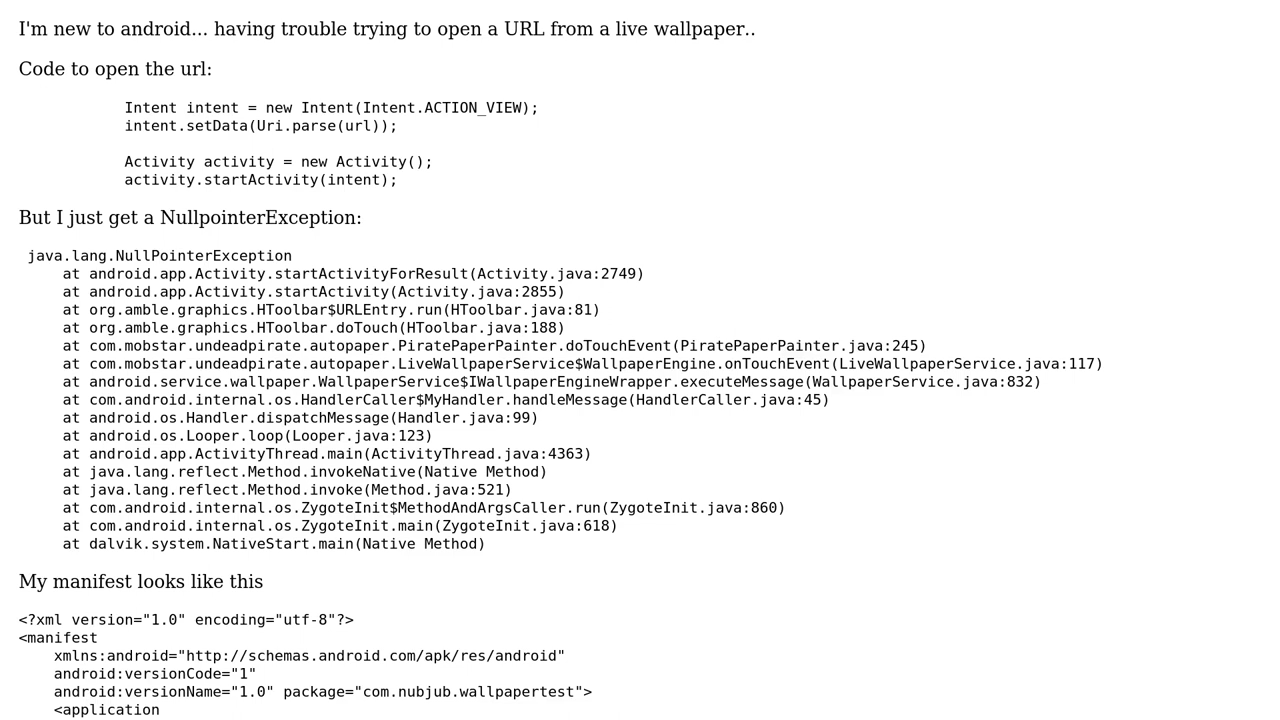 I'm new to android... having trouble trying to open a URL from a live wallpaper..
Code to open the url:
Intent intent = new Intent(Intent.ACTION_VIEW);
intent.setData(Uri.parse(url));
Activity activity = new Activity();
activity.startActivity(intent);
But I just get a NullpointerException:
java.lang.NullPointerException
at android.app.Activity.startActivityForResult(Activity.java:2749)
at android.app.Activity.startActivity(Activity.java:2855)
at org.amble.graphics.HToolbar$URLEntry.run(HToolbar.java:81)
at org.amble.graphics.HToolbar.doTouch(HToolbar.java:188)
at com.mobstar.undeadpirate.autopaper.PiratePaperPainter.doTouchEvent(PiratePaperPainter.java:245)
at com.mobstar.undeadpirate.autopaper.LiveWallpaperService$WallpaperEngine.onTouchEvent(LiveWallpaperService.java:117)
at android.service.wallpaper.WallpaperService$IWallpaperEngineWrapper.executeMessage(WallpaperService.java:832)
at com.android.internal.os.HandlerCaller$MyHandler.handleMessage(HandlerCaller.java:45)
at android.os.Handler.dispatchMessage(Handler.java:99)
at android.os.Looper.loop(Looper.java:123)
at android.app.ActivityThread.main(ActivityThread.java:4363)
at java.lang.reflect.Method.invokeNative(Native Method)
at java.lang.reflect.Method.invoke(Method.java:521)
at com.android.internal.os.ZygoteInit$MethodAndArgsCaller.run(ZygoteInit.java:860)
at com.android.internal.os.ZygoteInit.main(ZygoteInit.java:618)
at dalvik.system.NativeStart.main(Native Method)
My manifest looks like this
<?xml version="1.0" encoding="utf-8"?>
<manifest
xmlns:android="http://schemas.android.com/apk/res/android"
android:versionCode="1"
android:versionName="1.0" package="com.nubjub.wallpapertest">
<application